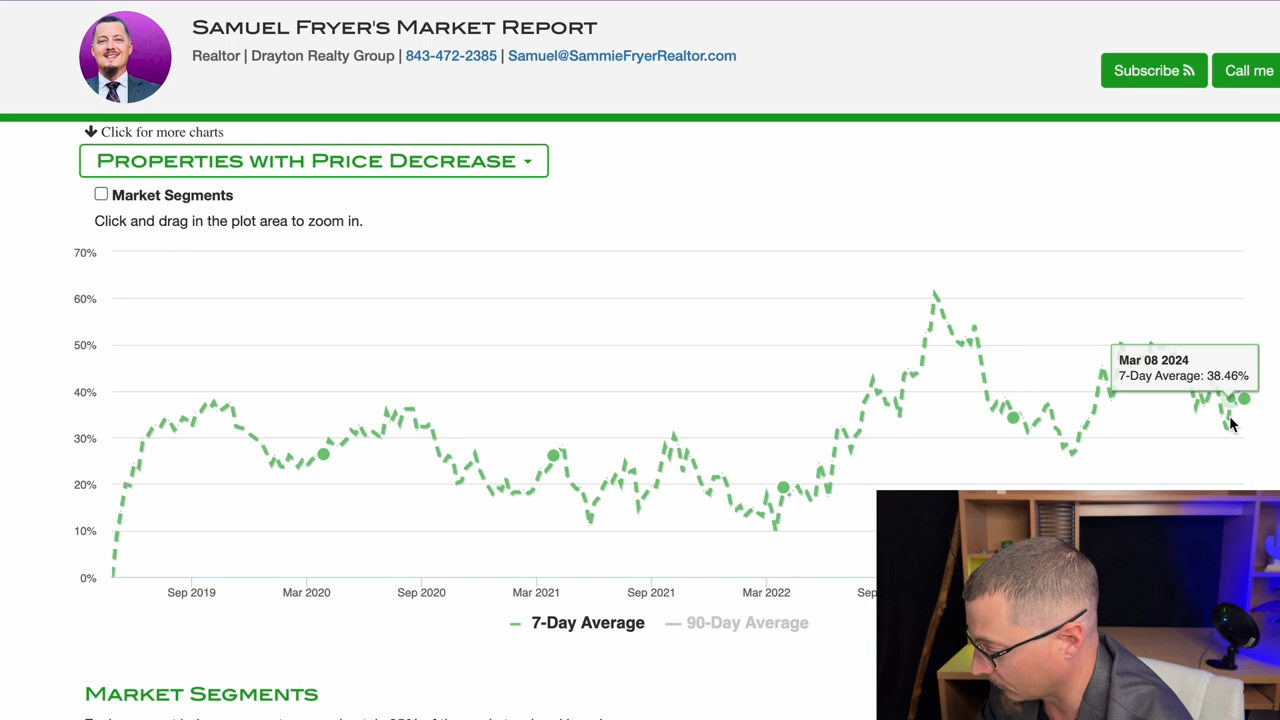 SAMUEL FRYER'S MARKET REPORT
Realtor | Drayton Realty Group | 843-472-2385 | Samuel@SammieFryerRealtor.com
Subscribe
Call me
Click for more charts
PROPERTIES WITH PRICE DECREASE
Market Segments
Click and drag in the plot area to zoom in.
70%
60%
50%
40%
30%
20%
10%
0%
Mar 08 2024
7-Day Average: 38.46%
Sep 2019
Mar 2020
Sep 2020
Mar 2021
Sep 2021
Mar 2022
Sep
7-Day Average
90-Day Average
MARKET SEGMENTS